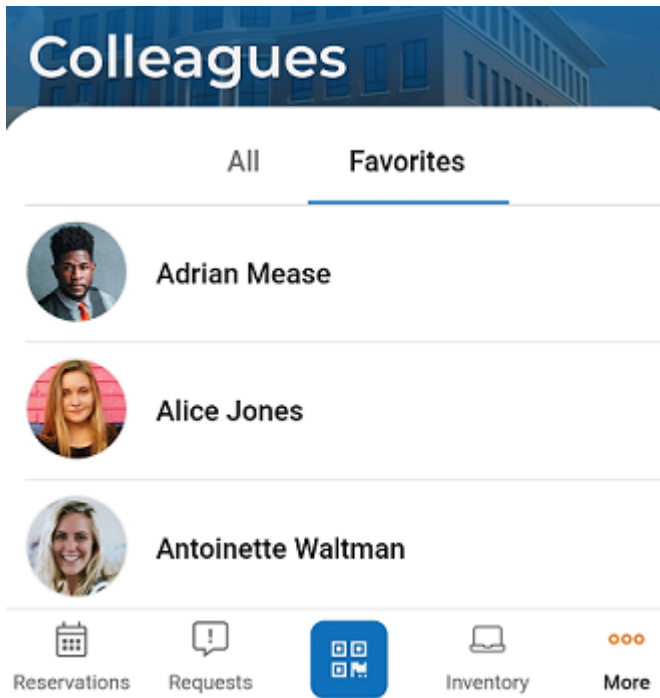 Colleagues
All Favorites
Adrian Mease
Alice Jones
Antoinette Waltman
Reservations Requests Inventory More